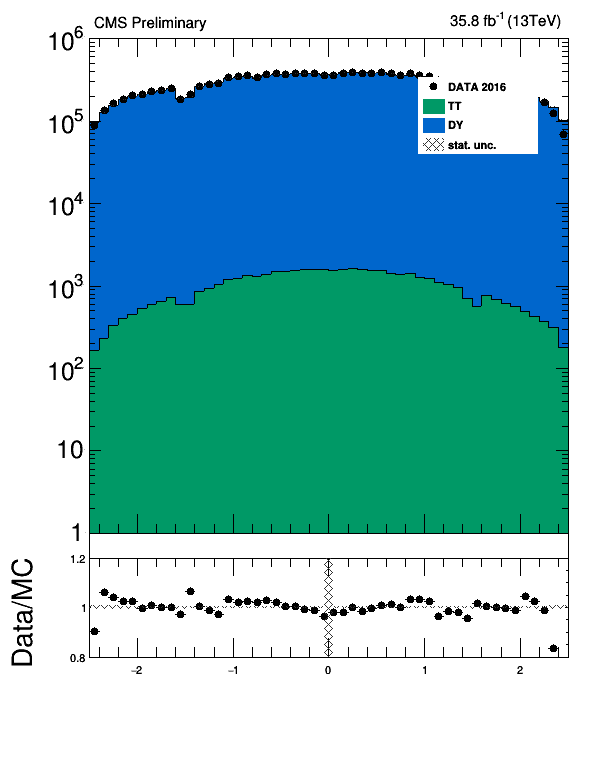 CMS Preliminary 35.8 fb⁻¹ (13TeV)
10⁶
DATA 2016
TT
DY
stat. unc.
10⁵
10⁴
10³
10²
10
1
Data/MC
1.2
1
0.8
−2 −1 0 1 2